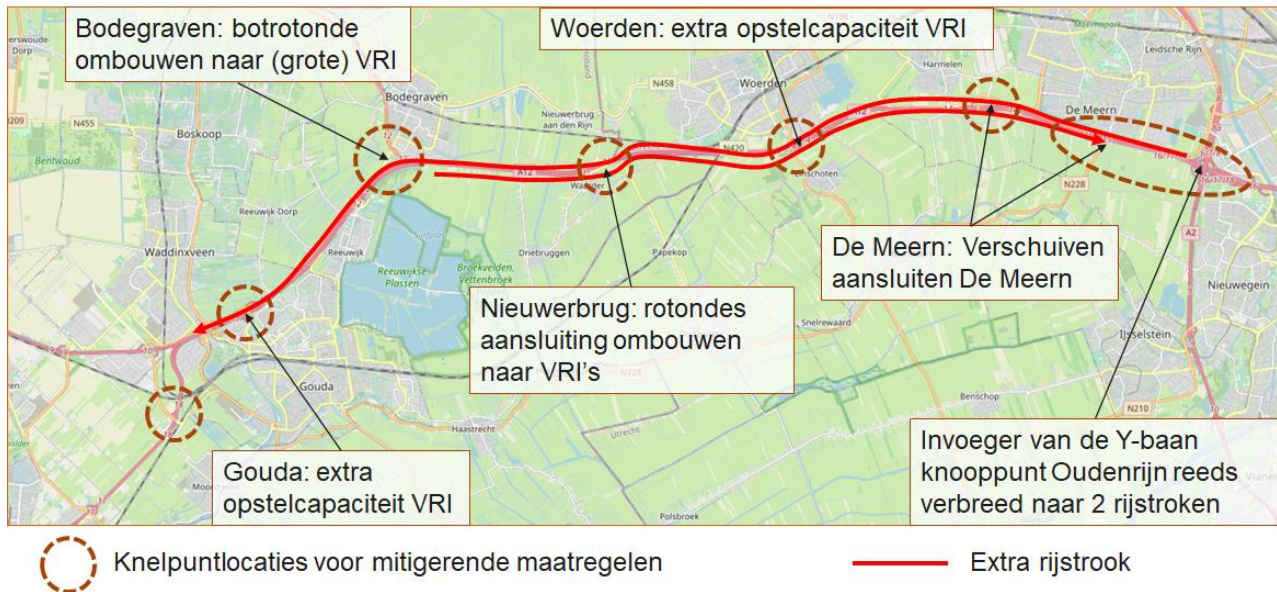 Bodegraven: botrotonde
ombouwen naar (grote) VRI
Woerden: extra opstelcapaciteit VRI
De Meern: Verschuiven
aansluiten De Meern
Nieuwerbrug: rotondes
aansluiting ombouwen
naar VRI's
Gouda: extra
opstelcapaciteit VRI
Invoeger van de Y-baan
knooppunt Oudenrijn reeds
verbreed naar 2 rijstroken
Leidsche Rijn
Harmelen
De Meern
N458
Woerden
Bodegraven
Nieuwerbrug
aan den Rijn
N455
Boskoop
Bentwoud
N420
A12
Linschoten
N228
Reeuwijk-Dorp
Reeuwijk
Waddinxveen
Reeuwijkse
Plassen
Broekvelden,
Vettenbroek
Driebruggen
Papekop
A2
Nieuwegein
Snelrewaard
IJsselstein
Gouda
Haastrecht
Benschop
N210
Utrecht
Polsbroek
Knelpuntlocaties voor mitigerende maatregelen
Extra rijstrook